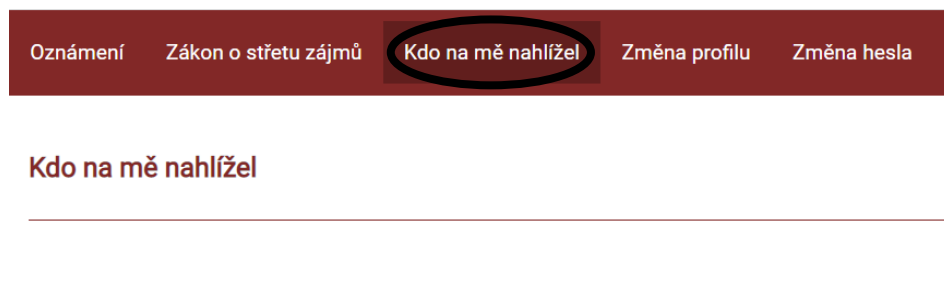 Oznámení Zákon o střetu zájmů Kdo na mě nahlížel Změna profilu Změna hesla
Kdo na mě nahlížel